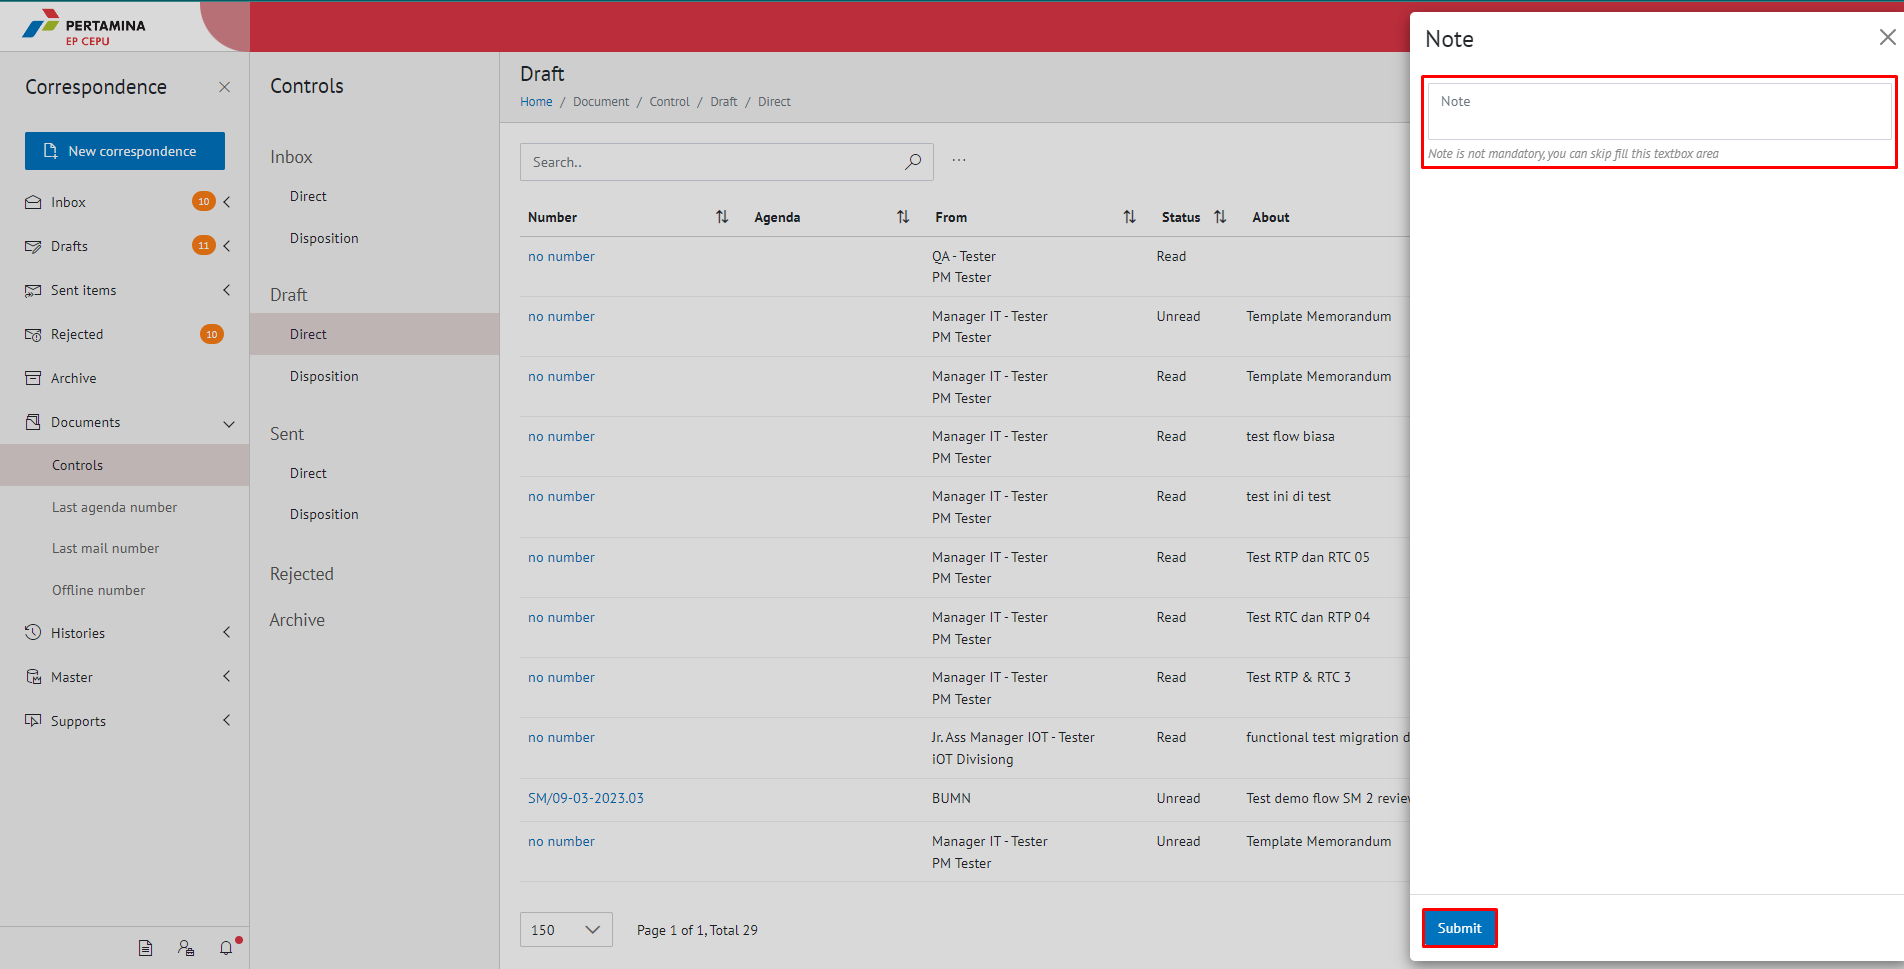 PERTAMINA
EP CEPU
Correspondence
New correspondence
Inbox 10
Drafts 11
Sent items
Rejected 10
Archive
Documents
Controls
Last agenda number
Last mail number
Offline number
Histories
Master
Supports
Controls
Inbox
Direct
Disposition
Draft
Direct
Disposition
Sent
Direct
Disposition
Rejected
Archive
Draft
Home / Document / Control / Draft / Direct
Search..
...
Number Agenda From Status About
no number QA - Tester Read
PM Tester
no number Manager IT - Tester Unread Template Memorandum
PM Tester
no number Manager IT - Tester Read Template Memorandum
PM Tester
no number Manager IT - Tester Read test flow biasa
PM Tester
no number Manager IT - Tester Read test ini di test
PM Tester
no number Manager IT - Tester Read Test RTP dan RTC 05
PM Tester
no number Manager IT - Tester Read Test RTC dan RTP 04
PM Tester
no number Manager IT - Tester Read Test RTP & RTC 3
PM Tester
no number Jr. Ass Manager IOT - Tester Read functional test migration d
iOT Divisiong
SM/09-03-2023.03 BUMN Unread Test demo flow SM 2 review
no number Manager IT - Tester Unread Template Memorandum
PM Tester
150 Page 1 of 1, Total 29
Note
Note
Note is not mandatory, you can skip fill this textbox area
Submit